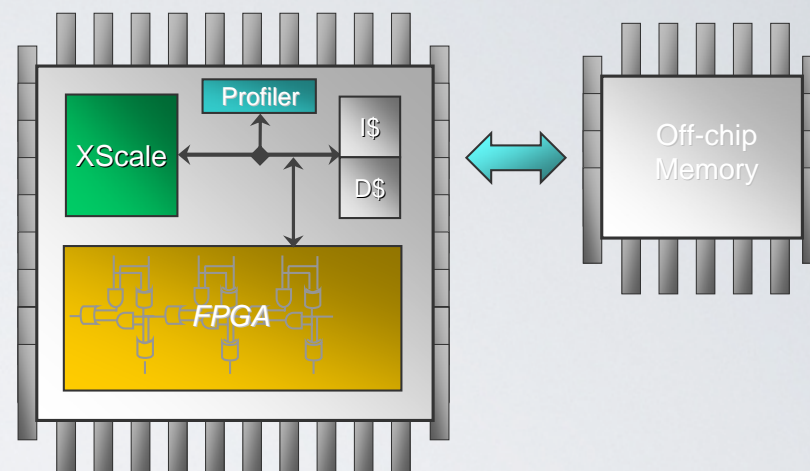 Profiler
XScale
I$
D$
FPGA
Off-chip
Memory